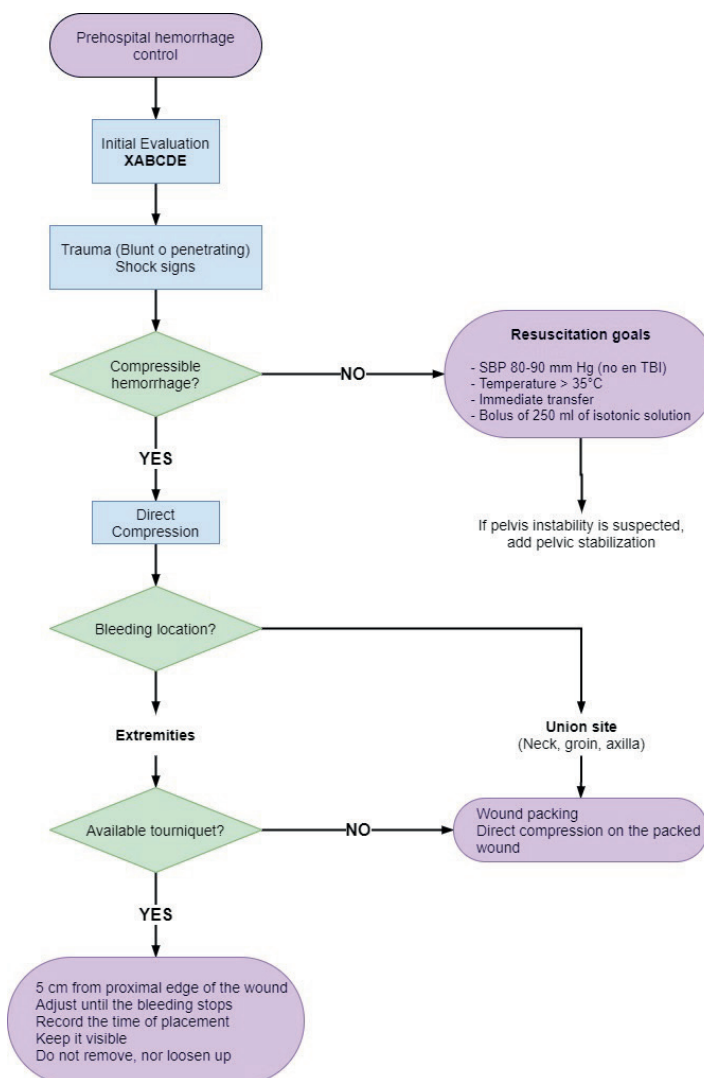 Prehospital hemorrhage
control
Initial Evaluation
XABCDE
Trauma (Blunt o penetrating)
Shock signs
Compressible
hemorrhage?
NO
Resuscitation goals
- SBP 80-90 mm Hg (no en TBI)
- Temperature > 35°C
- Immediate transfer
- Bolus of 250 ml of isotonic solution
If pelvis instability is suspected,
add pelvic stabilization
YES
Direct
Compression
Bleeding location?
Extremities
Union site
(Neck, groin, axilla)
Available tourniquet?
NO
Wound packing
Direct compression on the packed
wound
YES
5 cm from proximal edge of the wound
Adjust until the bleeding stops
Record the time of placement
Keep it visible
Do not remove, nor loosen up